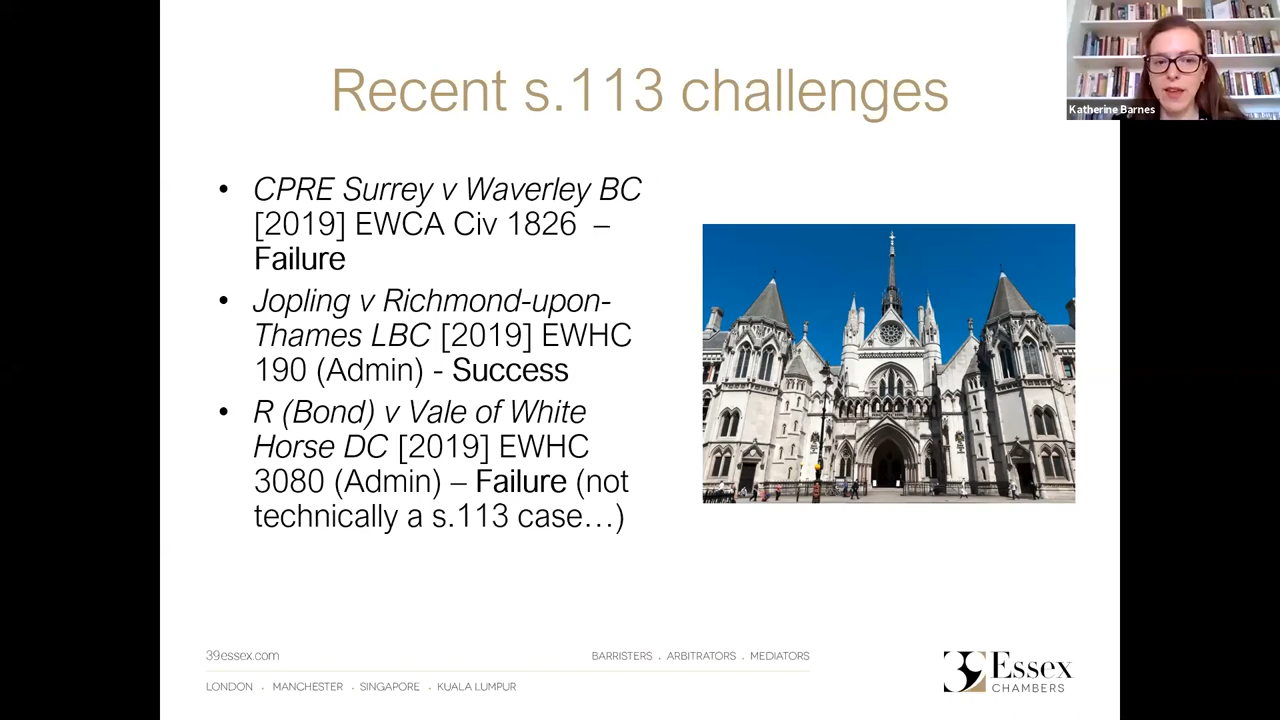 Recent s.113 challenges
Katherine Barnes
• CPRE Surrey v Waverley BC
[2019] EWCA Civ 1826 –
Failure
• Jopling v Richmond-upon-
Thames LBC [2019] EWHC
190 (Admin) - Success
• R (Bond) v Vale of White
Horse DC [2019] EWHC
3080 (Admin) – Failure (not
technically a s.113 case…)
39essex.com
BARRISTERS . ARBITRATORS . MEDIATORS
LONDON . MANCHESTER . SINGAPORE . KUALA LUMPUR
39 Essex
CHAMBERS